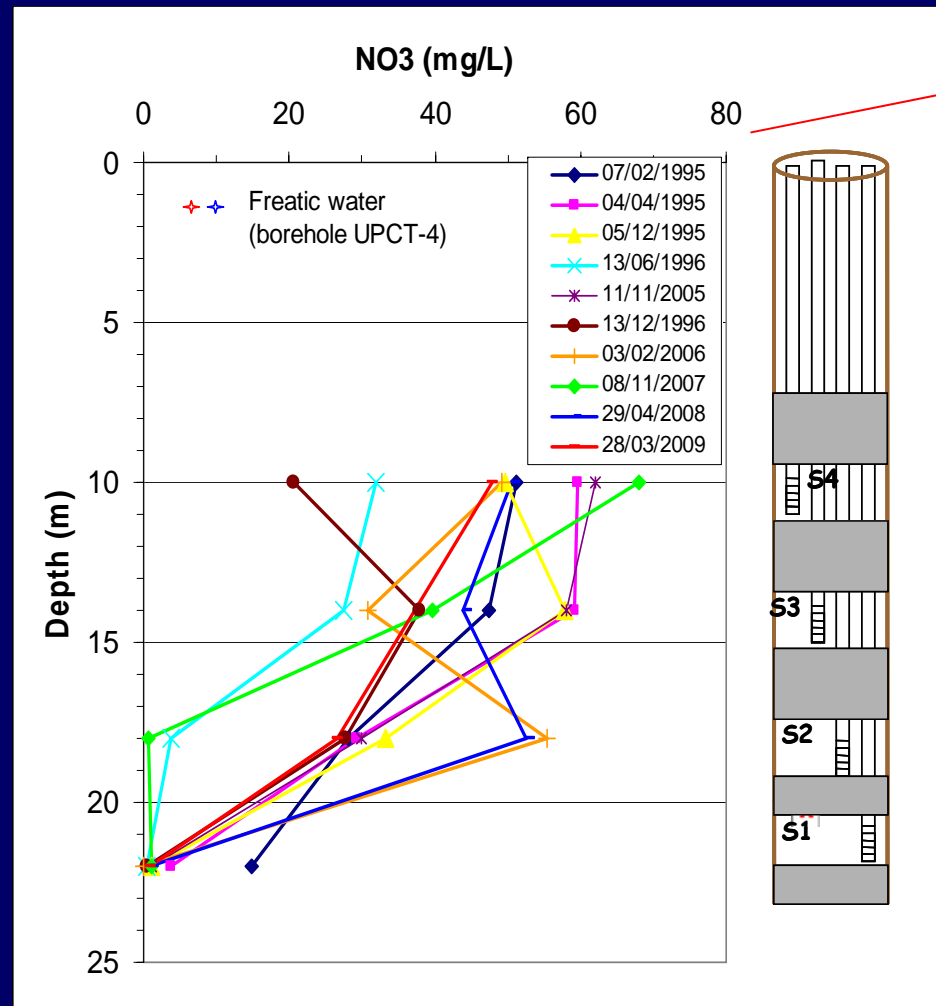 NO3 (mg/L)
0 20 40 60 80
0
5
10
15
20
25
Depth (m)
Freatic water
(borehole UPCT-4)
07/02/1995
04/04/1995
05/12/1995
13/06/1996
11/11/2005
13/12/1996
03/02/2006
08/11/2007
29/04/2008
28/03/2009
S4
S3
S2
S1